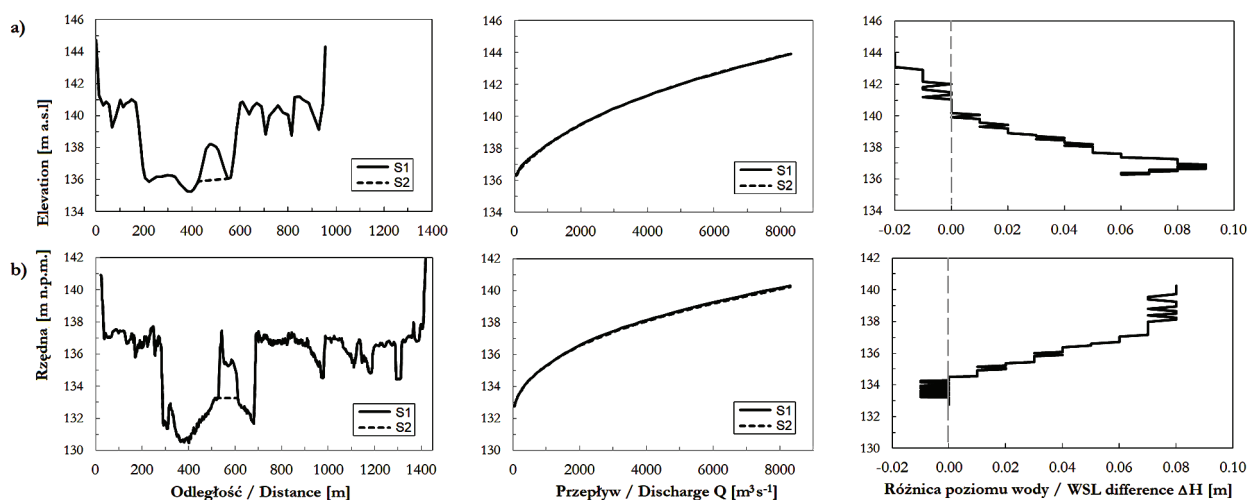 a)
Elevation [m a.s.l]
146
144
142
140
138
136
134
S1
S2
0 200 400 600 800 1000 1200 1400
146
144
142
140
138
136
134
S1
S2
0 2000 4000 6000 8000
146
144
142
140
138
136
134
-0.02 0.00 0.02 0.04 0.06 0.08 0.10
b)
Rzędna [m n.p.m.]
142
140
138
136
134
132
130
S1
S2
0 200 400 600 800 1000 1200 1400
Odległość / Distance [m]
142
140
138
136
134
132
130
S1
S2
0 2000 4000 6000 8000
Przepływ / Discharge Q [m³s⁻¹]
142
140
138
136
134
133
130
-0.02 0.00 0.02 0.04 0.06 0.08 0.10
Różnica poziomu wody / WSL difference ΔH [m]